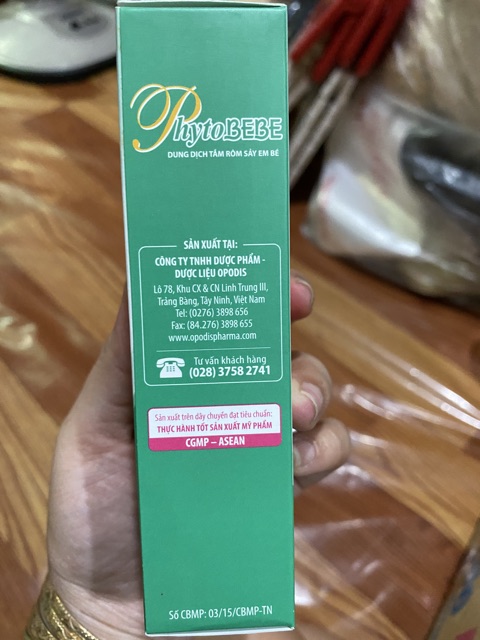 PhytoBEBE
DUNG DỊCH TẮM RÔM SẢY EM BÉ
SẢN XUẤT TẠI:
CÔNG TY TNHH DƯỢC PHẨM -
DƯỢC LIỆU OPODIS
Lô 78, Khu CX & CN Linh Trung III,
Trảng Bàng, Tây Ninh, Việt Nam
Tel: (0276) 3898 656
Fax: (84.276) 3898 655
www.opodispharma.com
Tư vấn khách hàng
(028) 3758 2741
Sản xuất trên dây chuyền đạt tiêu chuẩn:
THỰC HÀNH TỐT SẢN XUẤT MỸ PHẨM
CGMP – ASEAN
Số CBMP: 03/15/CBMP-TN